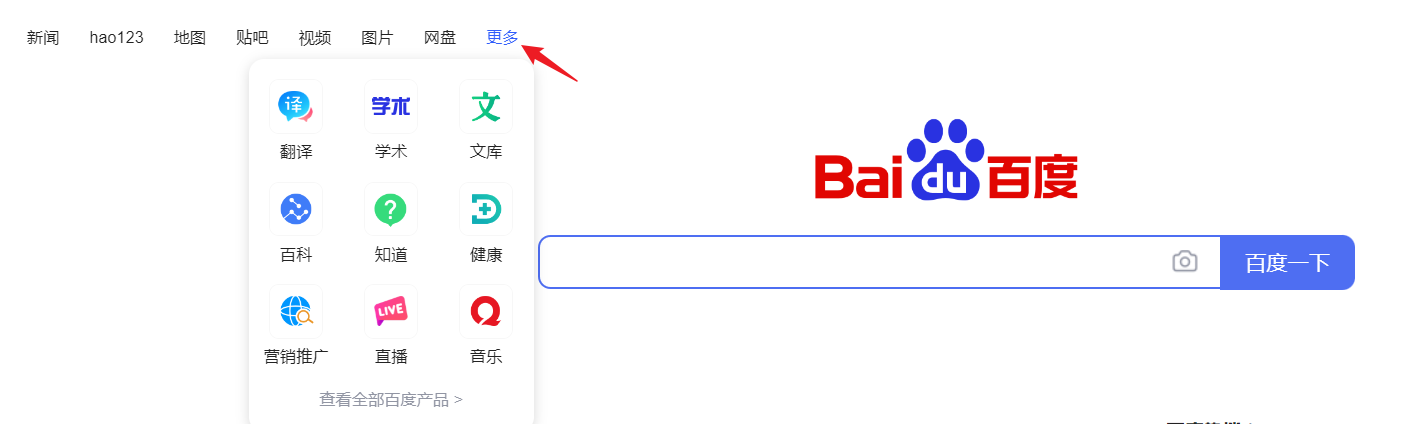 新闻 hao123 地图 贴吧 视频 图片 网盘 更多
译 学术 文
翻译 学术 文库
百科 知道 健康
LIVE
营销推广 直播 音乐
查看全部百度产品 >
Bai du 百度
百度一下